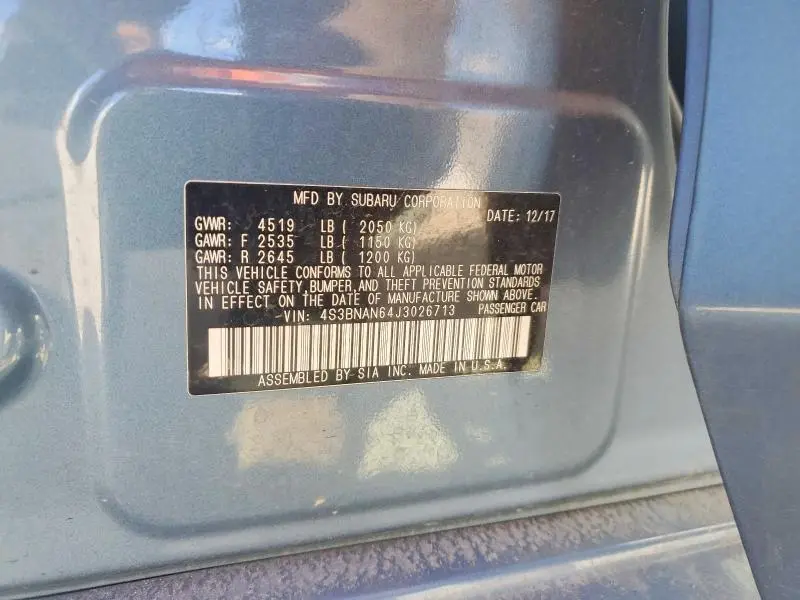 MFD BY SUBARU CORPORATION
DATE: 12/17
GVWR: 4519 LB ( 2050 KG)
GAWR: F 2535 LB ( 1150 KG)
GAWR: R 2645 LB ( 1200 KG)
THIS VEHICLE CONFORMS TO ALL APPLICABLE FEDERAL MOTOR
VEHICLE SAFETY,BUMPER,AND THEFT PREVENTION STANDARDS
IN EFFECT ON THE DATE OF MANUFACTURE SHOWN ABOVE.
VIN: 4S3BNAN64J3026713 PASSENGER CAR
ASSEMBLED BY SIA INC. MADE IN U.S.A.